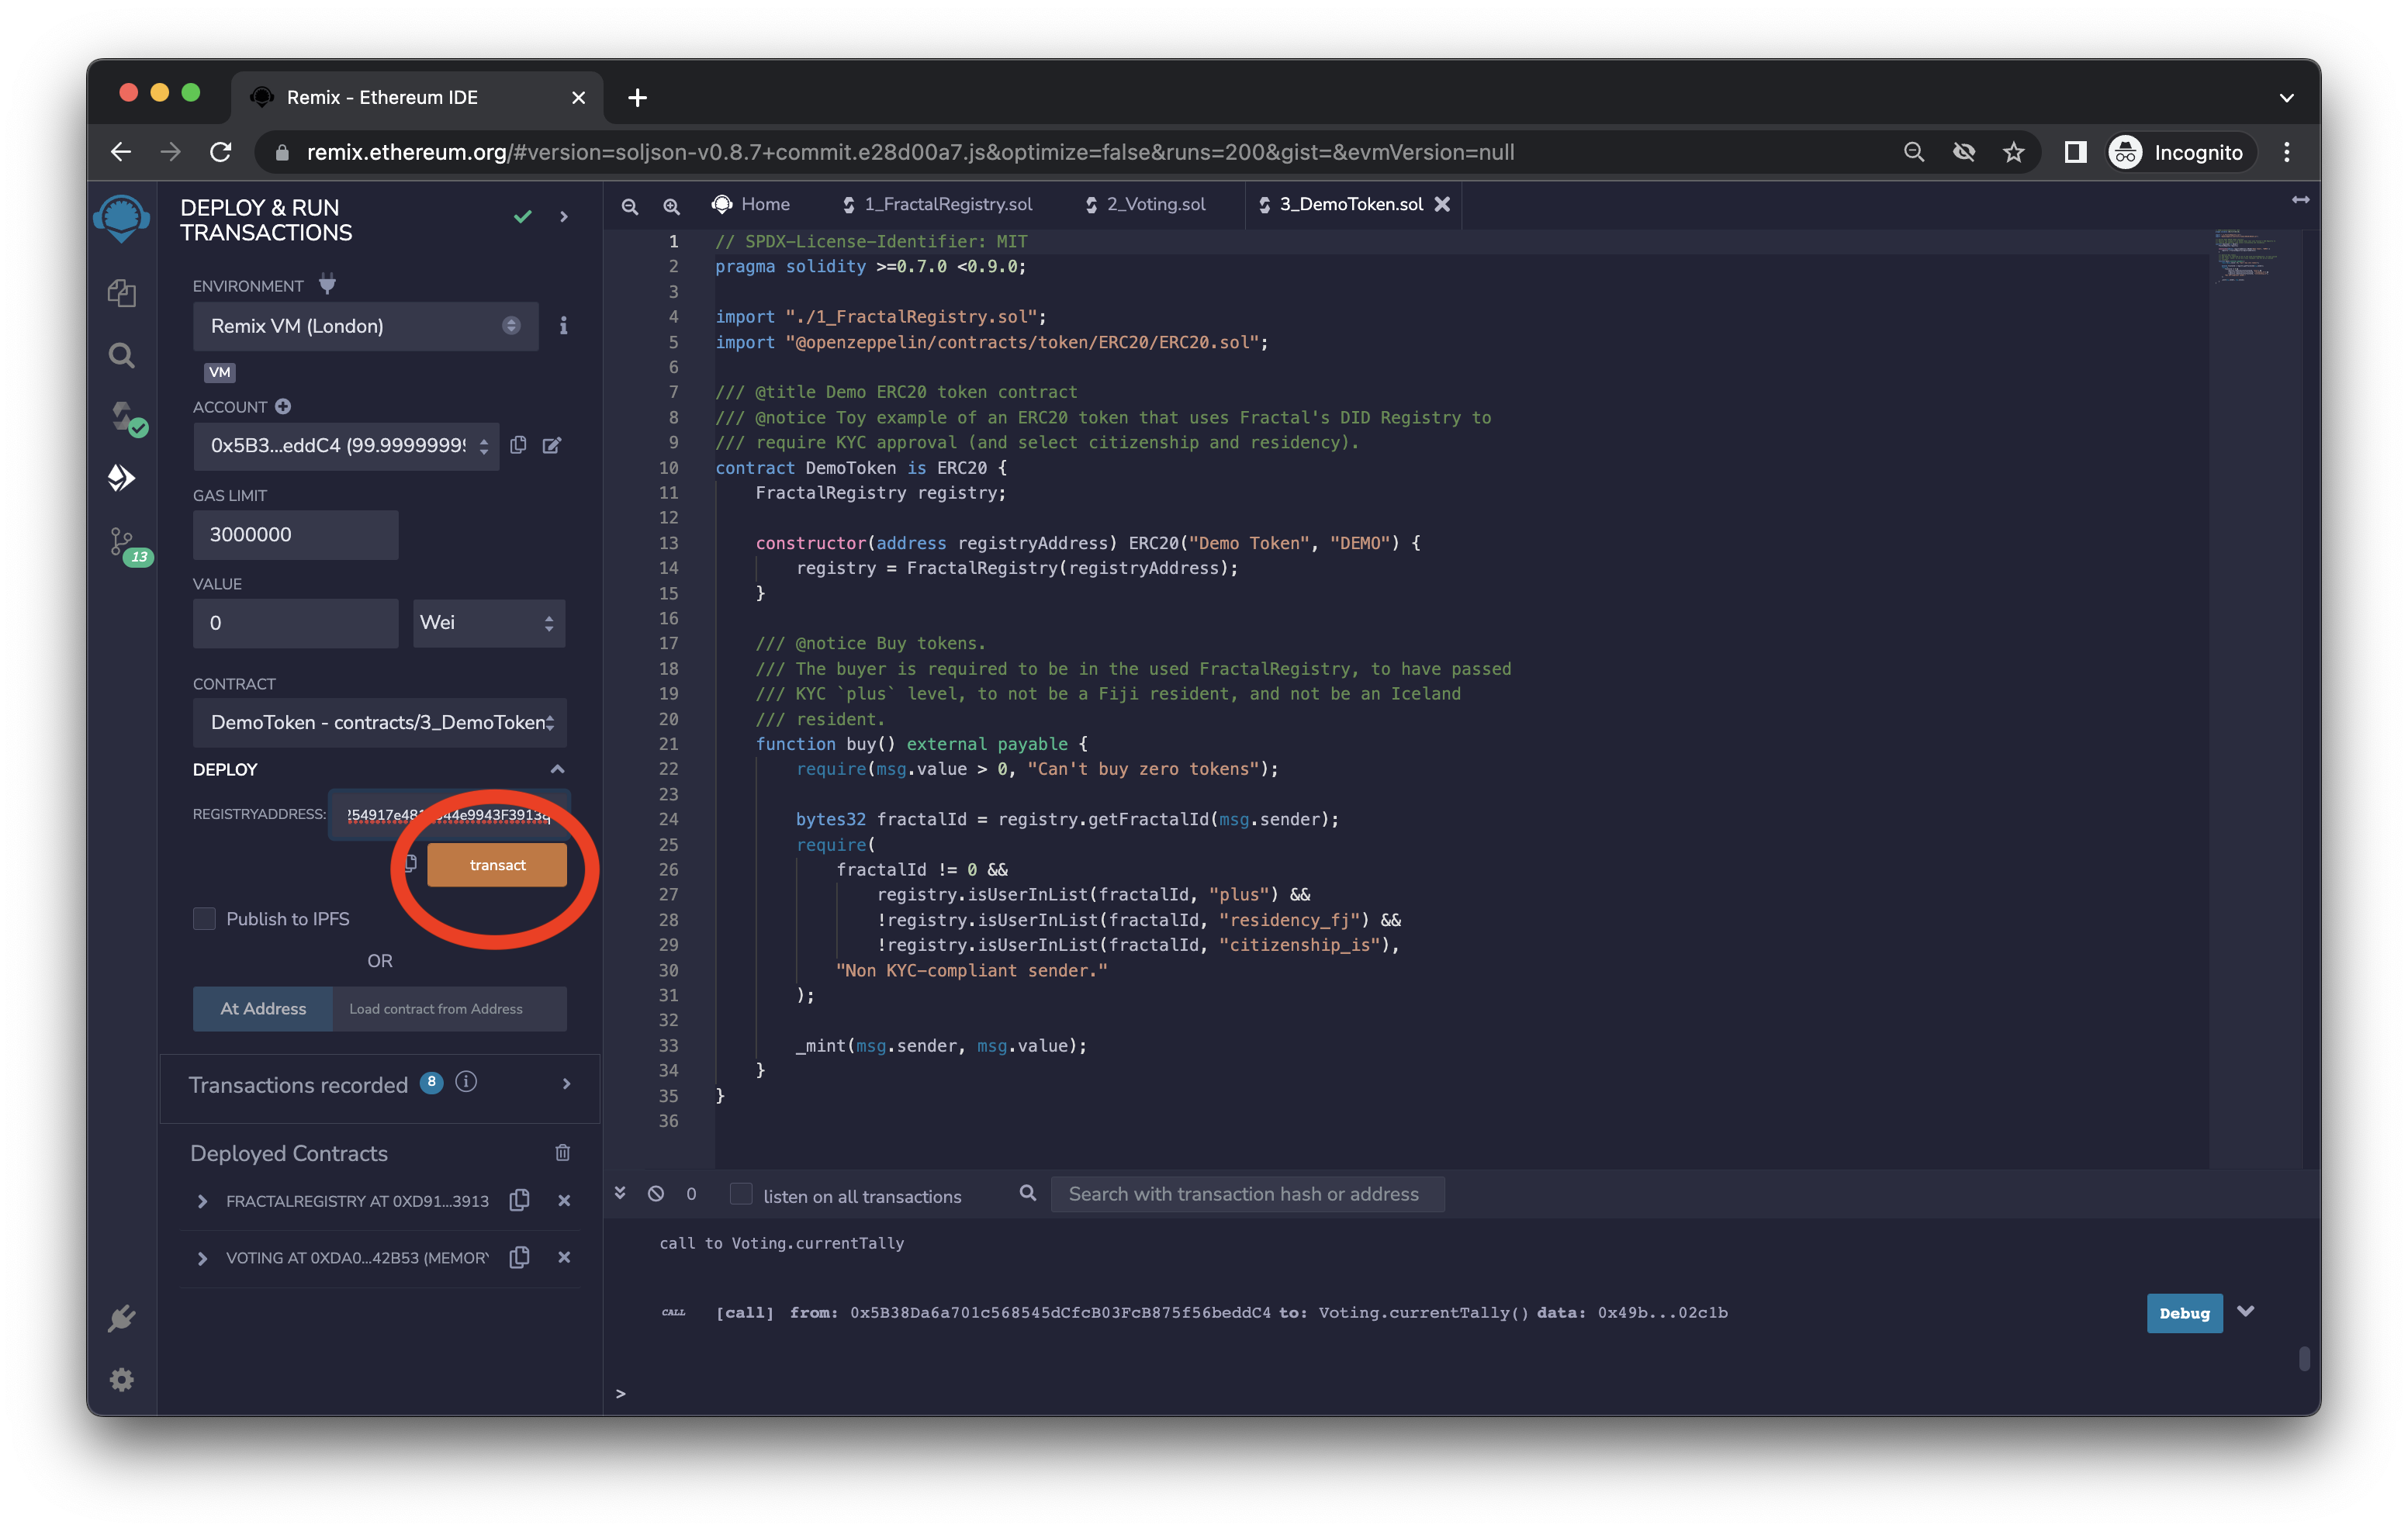 Remix - Ethereum IDE
remix.ethereum.org/#version=soljson-v0.8.7+commit.e28d00a7.js&optimize=false&runs=200&gist=&evmVersion=null
Incognito
DEPLOY & RUN
TRANSACTIONS
ENVIRONMENT
Remix VM (London)
VM
ACCOUNT
0x5B3...eddC4 (99.9999999
GAS LIMIT
3000000
VALUE
0
Wei
CONTRACT
DemoToken - contracts/3_DemoToken
DEPLOY
REGISTRYADDRESS:
transact
Publish to IPFS
OR
At Address
Load contract from Address
Transactions recorded 8
Deployed Contracts
FRACTALREGISTRY AT 0XD91...3913
VOTING AT 0XDA0...42B53 (MEMORY
13
Home
1_FractalRegistry.sol
2_Voting.sol
3_DemoToken.sol
1 // SPDX-License-Identifier: MIT
2 pragma solidity >=0.7.0 <0.9.0;
3
4 import "./1_FractalRegistry.sol";
5 import "@openzeppelin/contracts/token/ERC20/ERC20.sol";
6
7 /// @title Demo ERC20 token contract
8 /// @notice Toy example of an ERC20 token that uses Fractal's DID Registry to
9 /// require KYC approval (and select citizenship and residency).
10 contract DemoToken is ERC20 {
11 FractalRegistry registry;
12
13 constructor(address registryAddress) ERC20("Demo Token", "DEMO") {
14 registry = FractalRegistry(registryAddress);
15 }
16
17 /// @notice Buy tokens.
18 /// The buyer is required to be in the used FractalRegistry, to have passed
19 /// KYC `plus` level, to not be a Fiji resident, and not be an Iceland
20 /// resident.
21 function buy() external payable {
22 require(msg.value > 0, "Can't buy zero tokens");
23
24 bytes32 fractalId = registry.getFractalId(msg.sender);
25 require(
26 fractalId != 0 &&
27 registry.isUserInList(fractalId, "plus") &&
28 !registry.isUserInList(fractalId, "residency_fj") &&
29 !registry.isUserInList(fractalId, "citizenship_is"),
30 "Non KYC-compliant sender."
31 );
32
33 _mint(msg.sender, msg.value);
34 }
35 }
36
0
listen on all transactions
Search with transaction hash or address
call to Voting.currentTally
CALL [call] from: 0x5B38Da6a701c568545dCfcB03FcB875f56beddC4 to: Voting.currentTally() data: 0x49b...02c1b
Debug
>